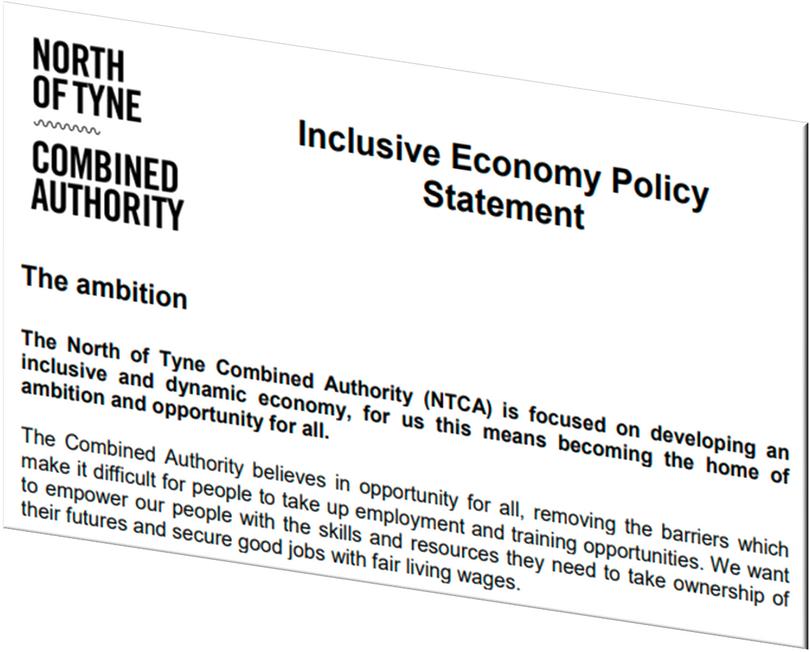 NORTH
OF TYNE
COMBINED
AUTHORITY
Inclusive Economy Policy
Statement
The ambition
The North of Tyne Combined Authority (NTCA) is focused on developing an
inclusive and dynamic economy, for us this means becoming the home of
ambition and opportunity for all.
The Combined Authority believes in opportunity for all, removing the barriers which
make it difficult for people to take up employment and training opportunities. We want
to empower our people with the skills and resources they need to take ownership of
their futures and secure good jobs with fair living wages.